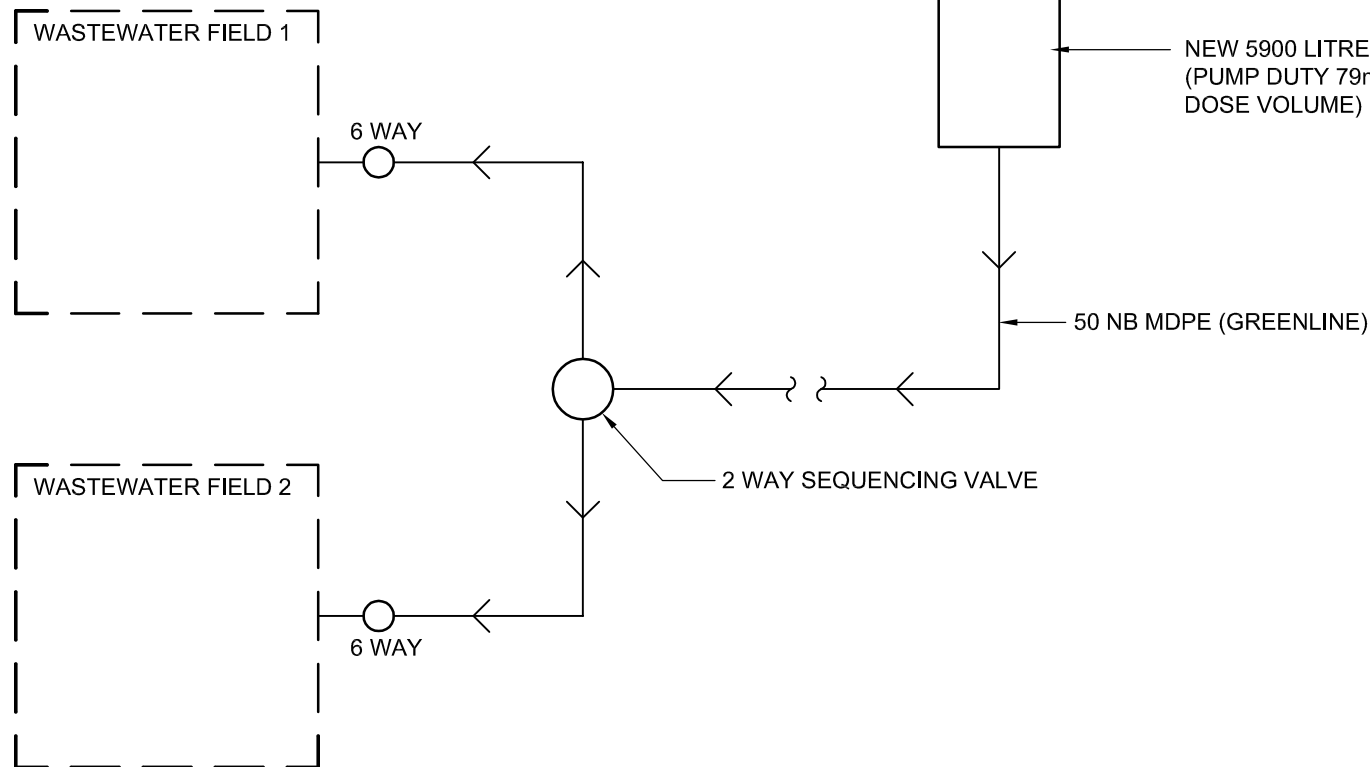 WASTEWATER FIELD 1
6 WAY
NEW 5900 LITRE
(PUMP DUTY 79
DOSE VOLUME)
50 NB MDPE (GREENLINE)
2 WAY SEQUENCING VALVE
WASTEWATER FIELD 2
6 WAY